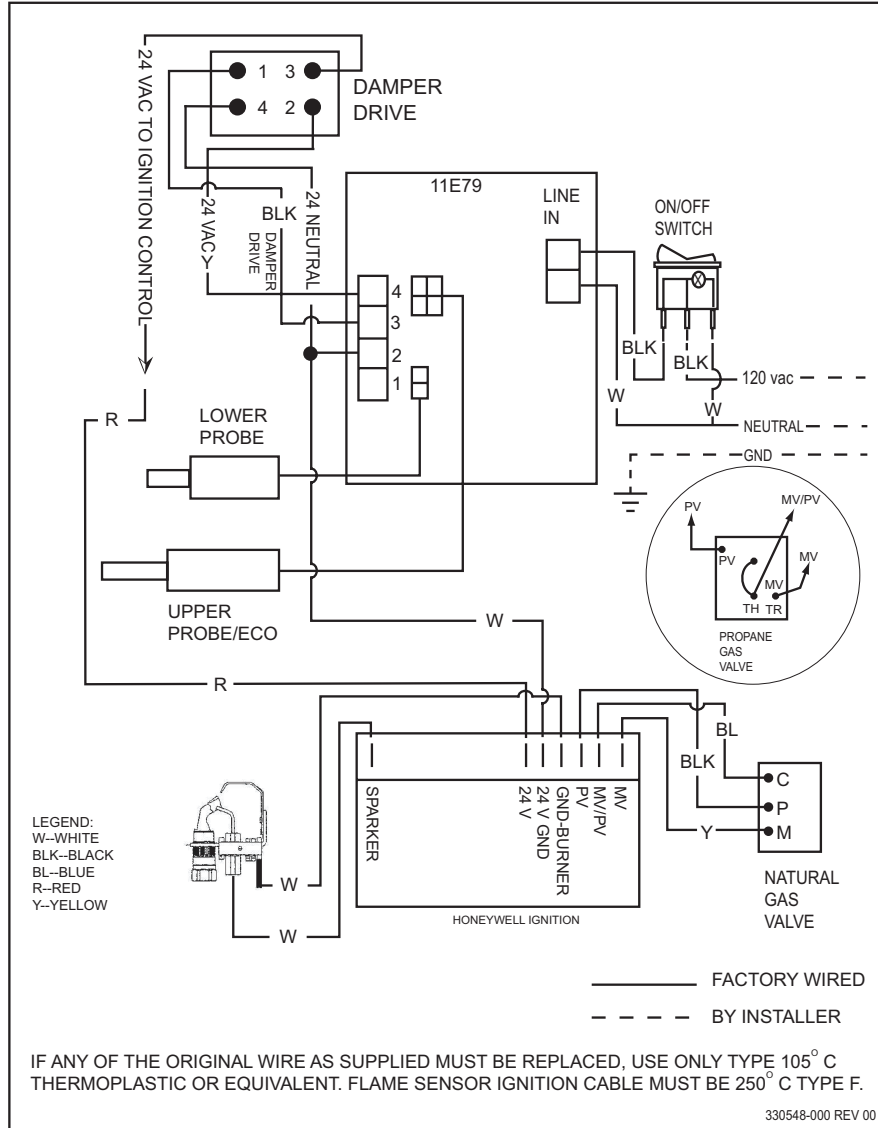 24 VAC TO IGNITION CONTROL
1 3
4 2
DAMPER
DRIVE
24 VAC
Y
BLK
DAMPER
DRIVE
24 NEUTRAL
11E79
LINE
IN
4
3
2
1
ON/OFF
SWITCH
BLK
BLK
W
W
120 vac
NEUTRAL
GND
R
LOWER
PROBE
UPPER
PROBE/ECO
PV
MV/PV
PV
MV
MV
TH TR
PROPANE
GAS
VALVE
W
R
BL
BLK
Y
SPARKER
24 V
24 V GND
GND-BURNER
PV
MV/PV
MV
HONEYWELL IGNITION
C
P
M
NATURAL
GAS
VALVE
W
W
LEGEND:
W--WHITE
BLK--BLACK
BL--BLUE
R--RED
Y--YELLOW
FACTORY WIRED
BY INSTALLER
IF ANY OF THE ORIGINAL WIRE AS SUPPLIED MUST BE REPLACED, USE ONLY TYPE 105° C
THERMOPLASTIC OR EQUIVALENT. FLAME SENSOR IGNITION CABLE MUST BE 250° C TYPE F.
330548-000 REV 00